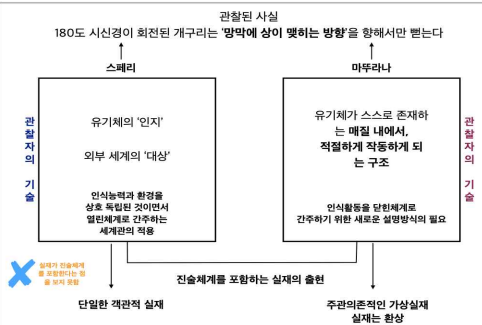 관찰된 사실
180도 시신경이 회전된 개구리는 '망막에 상이 맺히는 방향'을 향해서만 뻗는다
스페리
마뚜라나
관찰자의 기술
유기체의 '인지'
외부 세계의 '대상'
인식능력과 환경을
상호 독립된 것이면서
열린체계로 간주하는
세계관의 적용
유기체가 스스로 존재하
는 매질 내에서,
적절하게 작동하게 되
는 구조
인식활동을 닫힌체계로
간주하기 위한 새로운 설명방식의 필요
관찰자의 기술
실재가 진술체계
를 포함한다는 점
을 보지 못함
진술체계를 포함하는 실재의 출현
단일한 객관적 실재
주관의존적인 가상실재
실재는 환상